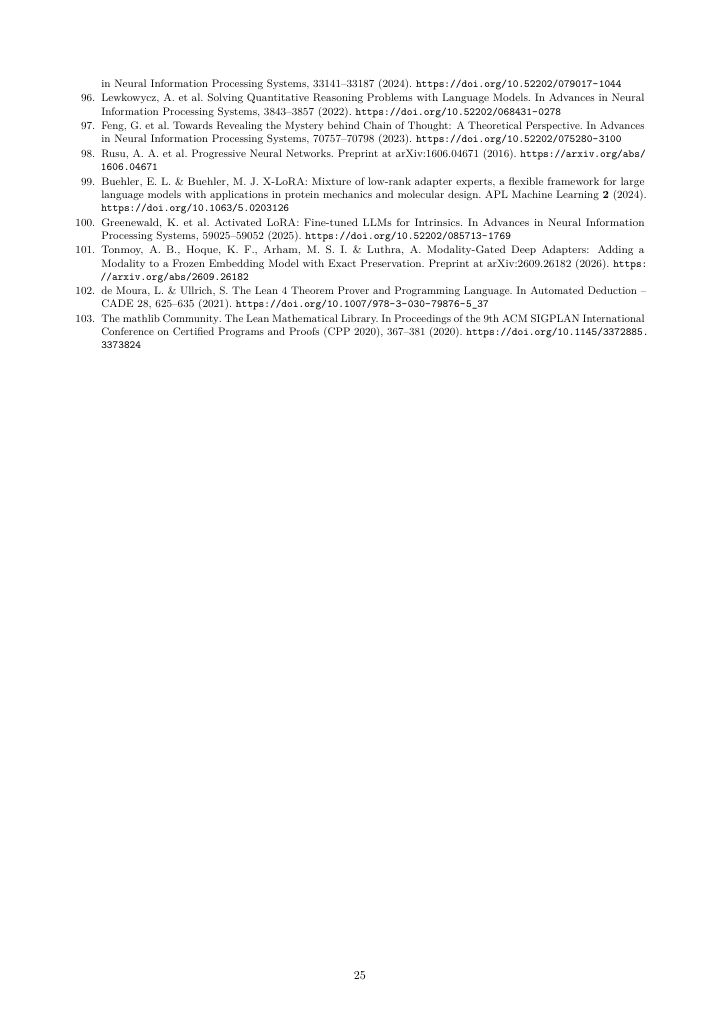 in Neural Information Processing Systems, 33141–33187 (2024). https://doi.org/10.52202/079017-1044
96. Lewkowycz, A. et al. Solving Quantitative Reasoning Problems with Language Models. In Advances in Neural
Information Processing Systems, 3843–3857 (2022). https://doi.org/10.52202/068431-0278
97. Feng, G. et al. Towards Revealing the Mystery behind Chain of Thought: A Theoretical Perspective. In Advances
in Neural Information Processing Systems, 70757–70798 (2023). https://doi.org/10.52202/075280-3100
98. Rusu, A. A. et al. Progressive Neural Networks. Preprint at arXiv:1606.04671 (2016). https://arxiv.org/abs/
1606.04671
99. Buehler, E. L. & Buehler, M. J. X-LoRA: Mixture of low-rank adapter experts, a flexible framework for large
language models with applications in protein mechanics and molecular design. APL Machine Learning 2 (2024).
https://doi.org/10.1063/5.0203126
100. Greenewald, K. et al. Activated LoRA: Fine-tuned LLMs for Intrinsics. In Advances in Neural Information
Processing Systems, 59025–59052 (2025). https://doi.org/10.52202/085713-1769
101. Tonmoy, A. B., Hoque, K. F., Arham, M. S. I. & Luthra, A. Modality-Gated Deep Adapters: Adding a
Modality to a Frozen Embedding Model with Exact Preservation. Preprint at arXiv:2609.26182 (2026). https:
//arxiv.org/abs/2609.26182
102. de Moura, L. & Ullrich, S. The Lean 4 Theorem Prover and Programming Language. In Automated Deduction –
CADE 28, 625–635 (2021). https://doi.org/10.1007/978-3-030-79876-5_37
103. The mathlib Community. The Lean Mathematical Library. In Proceedings of the 9th ACM SIGPLAN International
Conference on Certified Programs and Proofs (CPP 2020), 367–381 (2020). https://doi.org/10.1145/3372885.
3373824
25